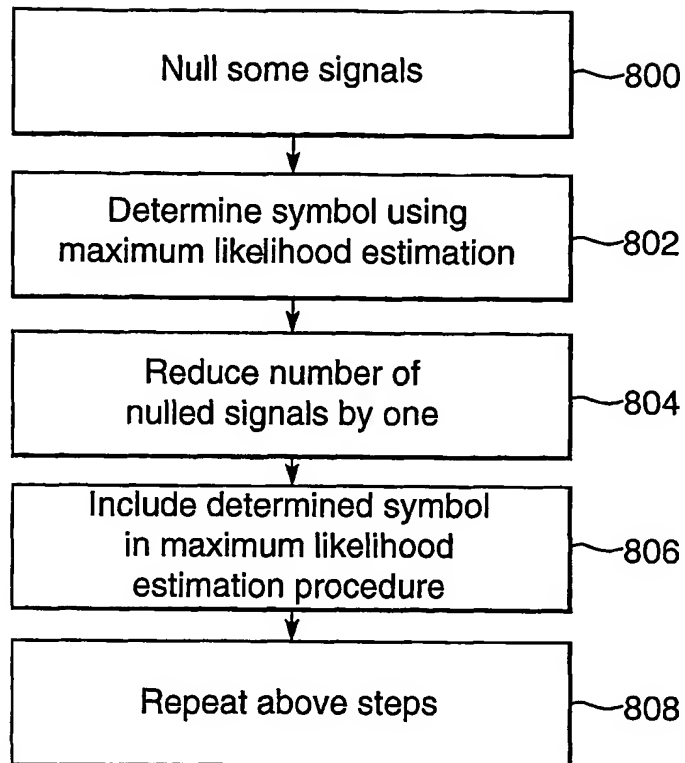 Null some signals
800
Determine symbol using
maximum likelihood estimation
802
Reduce number of
nulled signals by one
804
Include determined symbol
in maximum likelihood
estimation procedure
806
Repeat above steps
808